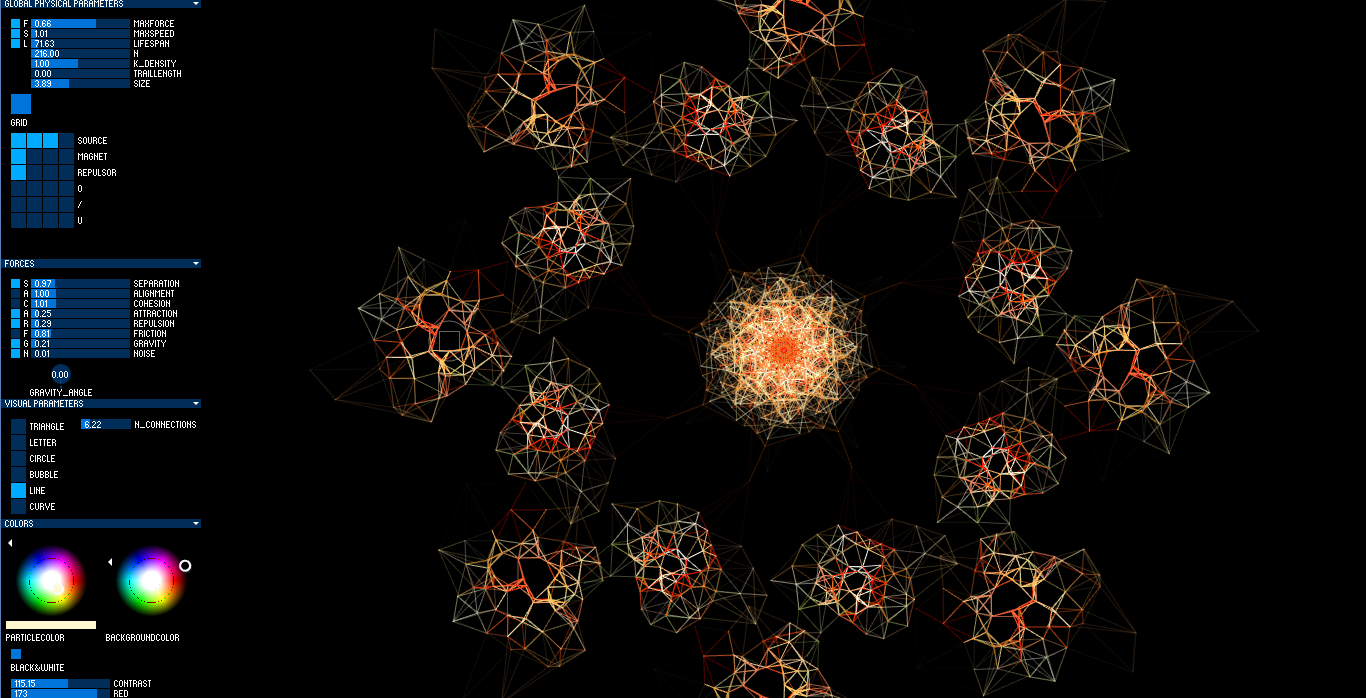 GLOBAL PHYSICAL PARAMETERS
F 0.66 MAXFORCE
S 1.01 MAXSPEED
L 71.63 LIFESPAN
216.00 N
1.00 K_DENSITY
0.00 TRAILLENGTH
3.89 SIZE
GRID
SOURCE
MAGNET
REPULSOR
O
/
U
FORCES
S 0.97 SEPARATION
A 1.00 ALIGNMENT
C 1.01 COHESION
A 0.25 ATTRACTION
R 0.29 REPULSION
F 0.81 FRICTION
G 0.21 GRAVITY
N 0.01 NOISE
0.00
GRAVITY_ANGLE
VISUAL PARAMETERS
TRIANGLE 6.22 N_CONNECTIONS
LETTER
CIRCLE
BUBBLE
LINE
CURVE
COLORS
PARTICLECOLOR BACKGROUNDCOLOR
BLACK&WHITE
115.15 CONTRAST
173 RED